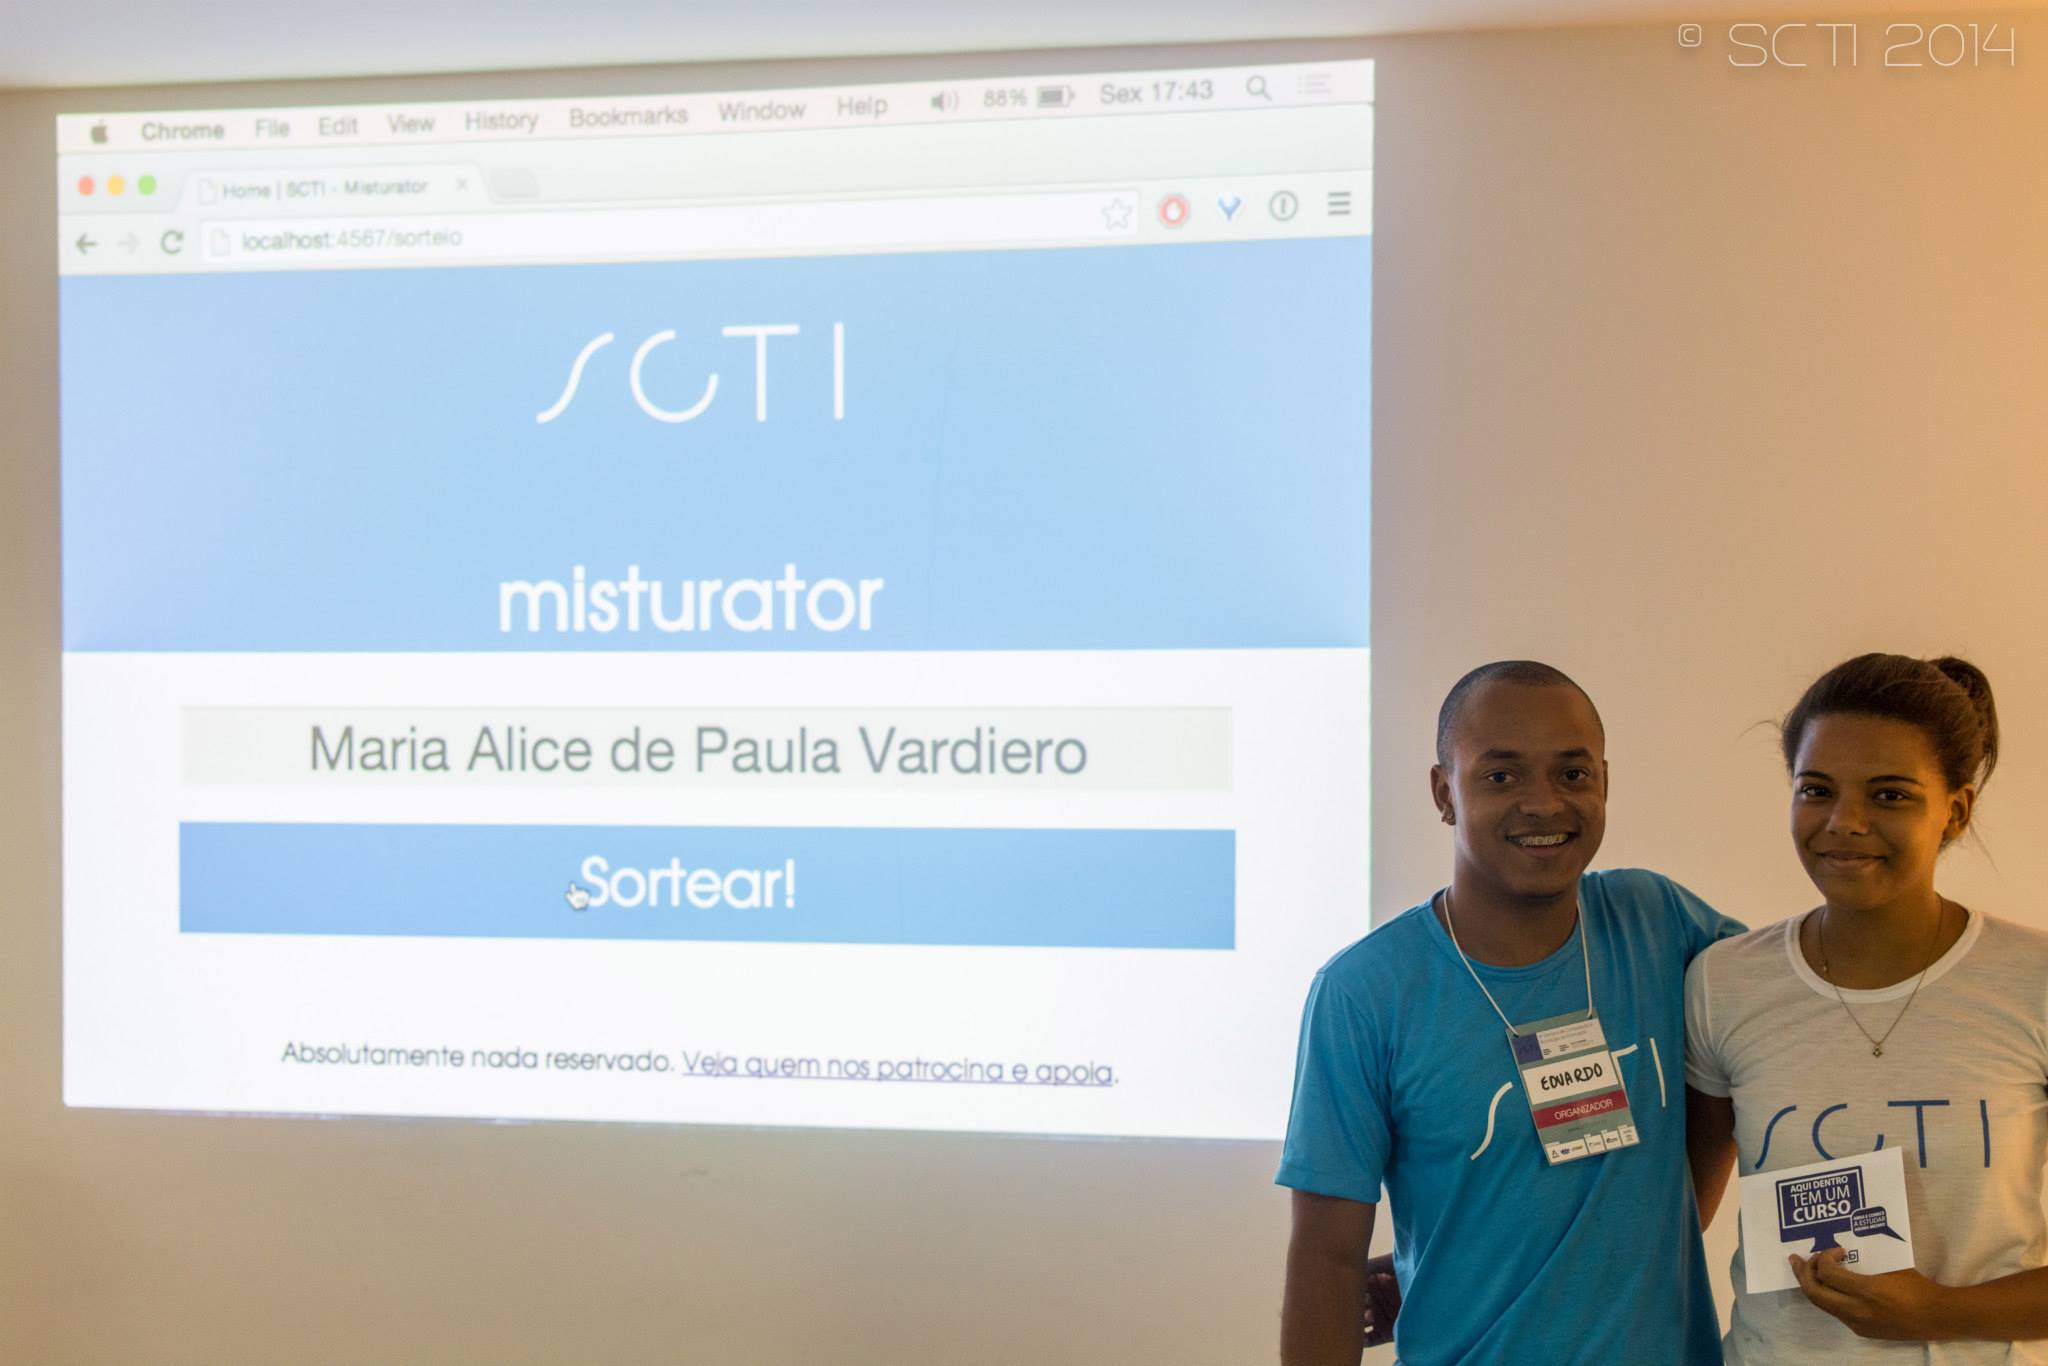 © SCTI 2014
Chrome File Edit View History Bookmarks Window Help 88% Sex 17:43
Home | SCTI - Misturator
localhost:4567/sorteio
SCTI
misturator
Maria Alice de Paula Vardiero
Sortear!
Absolutamente nada reservado. Veja quem nos patrocina e apoia.
EDUARDO
ORGANIZADOR
SCTI
AQUI DENTRO
TEM UM
CURSO